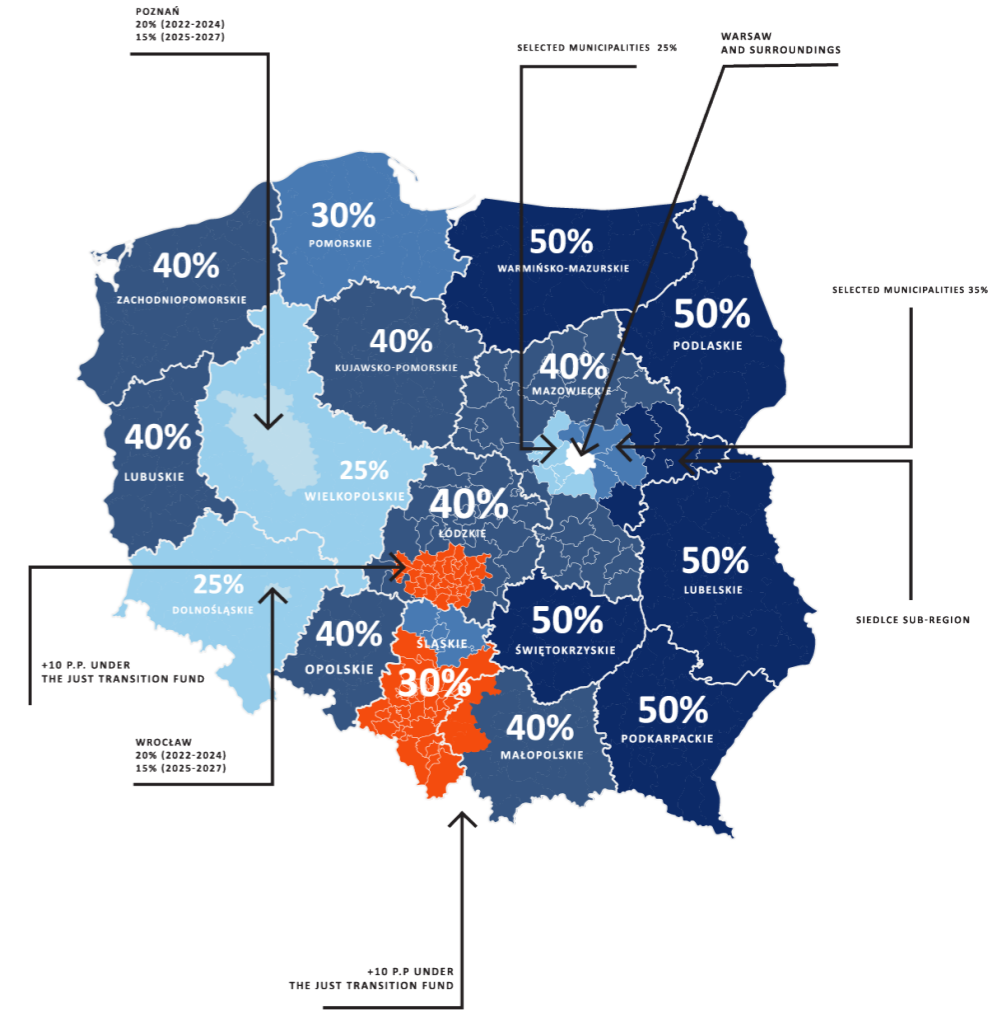 POZNAŃ
20% (2022-2024)
15% (2025-2027)
SELECTED MUNICIPALITIES 25%
WARSAW
AND SURROUNDINGS
30%
POMORSKIE
50%
WARMIŃSKO-MAZURSKIE
40%
ZACHODNIOPOMORSKIE
SELECTED MUNICIPALITIES 35%
50%
PODLASKIE
40%
KUJAWSKO-POMORSKIE
40%
MAZOWIECKIE
40%
LUBUSKIE
25%
WIELKOPOLSKIE
40%
ŁÓDZKIE
50%
LUBELSKIE
25%
DOLNOŚLĄSKIE
50%
ŚWIĘTOKRZYSKIE
SIEDLCE SUB-REGION
40%
OPOLSKIE
ŚLĄSKIE
30%
+10 P.P. UNDER
THE JUST TRANSITION FUND
50%
PODKARPACKIE
40%
MAŁOPOLSKIE
WROCŁAW
20% (2022-2024)
15% (2025-2027)
+10 P.P UNDER
THE JUST TRANSITION FUND